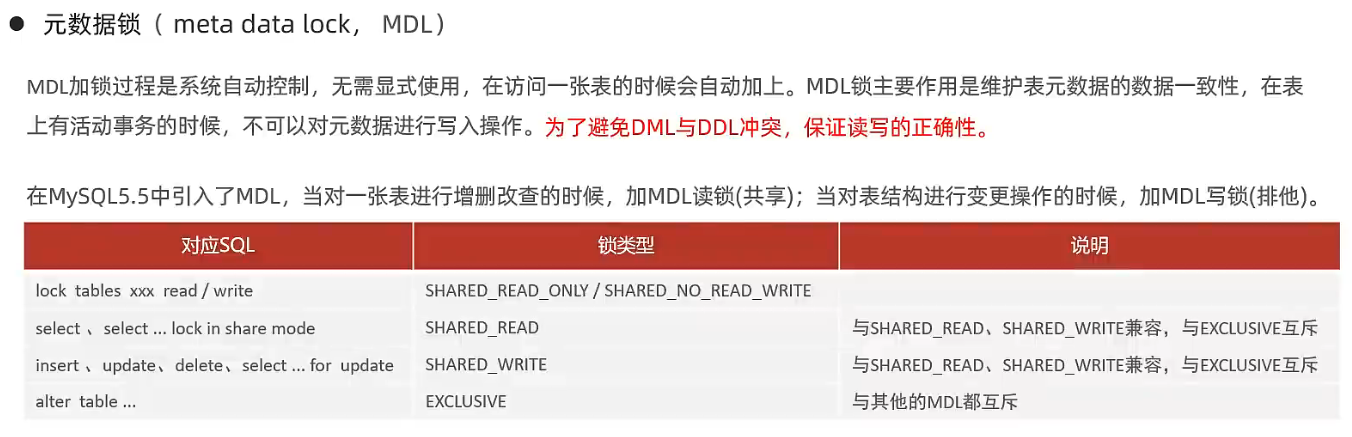 ● 元数据锁（ meta data lock， MDL）
MDL加锁过程是系统自动控制，无需显式使用，在访问一张表的时候会自动加上。MDL锁主要作用是维护表元数据的数据一致性，在表
上有活动事务的时候，不可以对元数据进行写入操作。为了避免DML与DDL冲突，保证读写的正确性。
在MySQL5.5中引入了MDL，当对一张表进行增删改查的时候，加MDL读锁(共享)；当对表结构进行变更操作的时候，加MDL写锁(排他)。
对应SQL 锁类型 说明
lock tables xxx read / write SHARED_READ_ONLY / SHARED_NO_READ_WRITE
select 、select ... lock in share mode SHARED_READ 与SHARED_READ、SHARED_WRITE兼容，与EXCLUSIVE互斥
insert 、update、delete、select ... for update SHARED_WRITE 与SHARED_READ、SHARED_WRITE兼容，与EXCLUSIVE互斥
alter table ... EXCLUSIVE 与其他的MDL都互斥